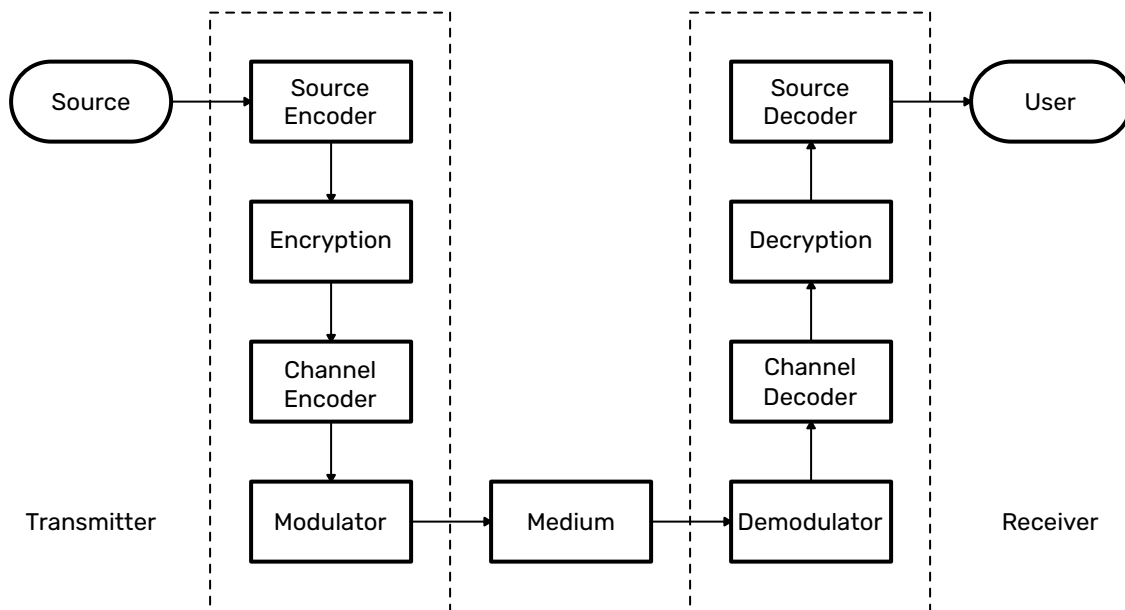 Source
Source
Encoder
Encryption
Channel
Encoder
Modulator
Transmitter
Medium
Source
Decoder
User
Decryption
Channel
Decoder
Demodulator
Receiver